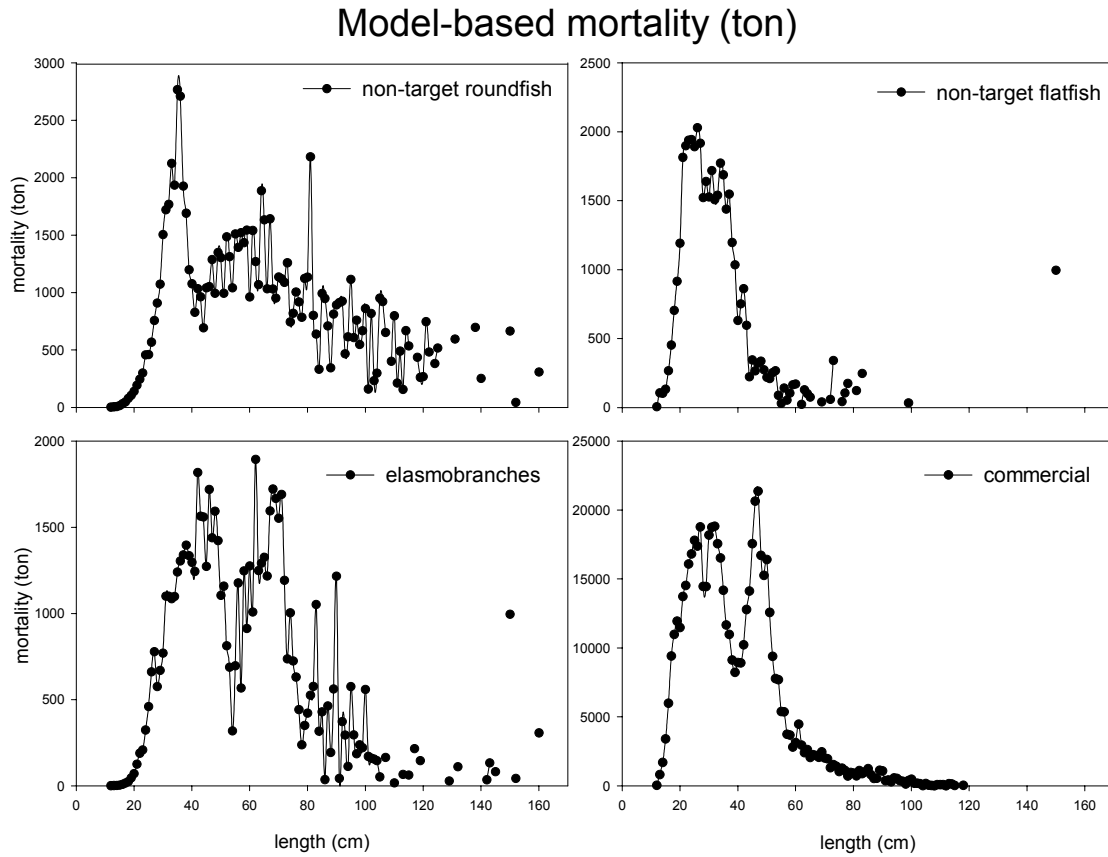 Model-based mortality (ton)
3000
2500
2000
1500
1000
500
0
mortality (ton)
non-target roundfish
2500
2000
1500
1000
500
0
non-target flatfish
2000
1500
1000
500
0
mortality (ton)
elasmobranches
0 20 40 60 80 100 120 140 160
length (cm)
25000
20000
15000
10000
5000
0
commercial
0 20 40 60 80 100 120 140 160
length (cm)